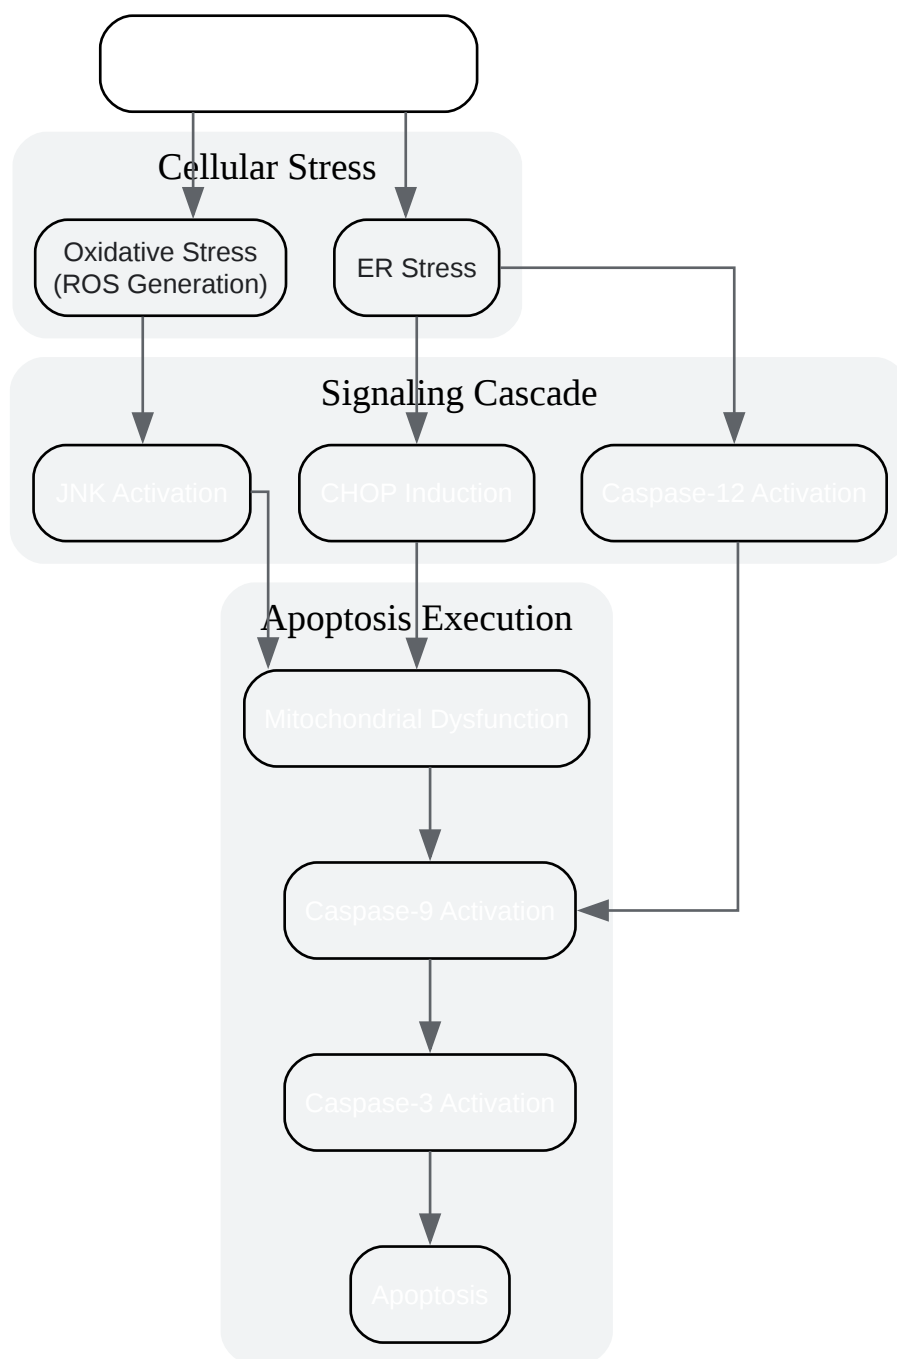 Cellular Stress
Oxidative Stress
(ROS Generation)
ER Stress
Signaling Cascade
JNK Activation
CHOP Induction
Caspase-12 Activation
Apoptosis Execution
Mitochondrial Dysfunction
Caspase-9 Activation
Caspase-3 Activation
Apoptosis